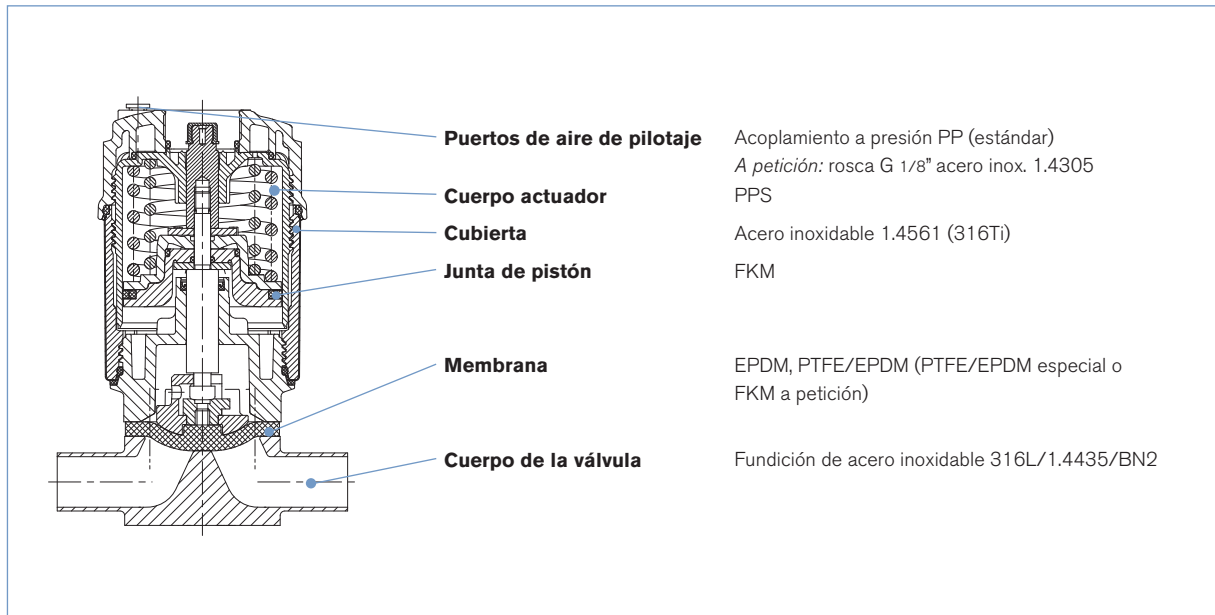 Puertos de aire de pilotaje Acoplamiento a presión PP (estándar)
A petición: rosca G 1/8” acero inox. 1.4305
Cuerpo actuador PPS
Cubierta Acero inoxidable 1.4561 (316Ti)
Junta de pistón FKM
Membrana EPDM, PTFE/EPDM (PTFE/EPDM especial o
FKM a petición)
Cuerpo de la válvula Fundición de acero inoxidable 316L/1.4435/BN2